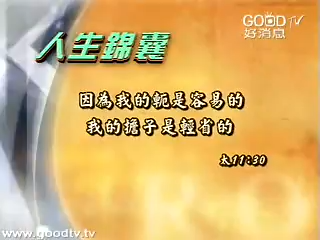 GOOD TV
好消息
人生錦囊
因為我的軛是容易的
我的擔子是輕省的
太11:30
www.goodtv.tv